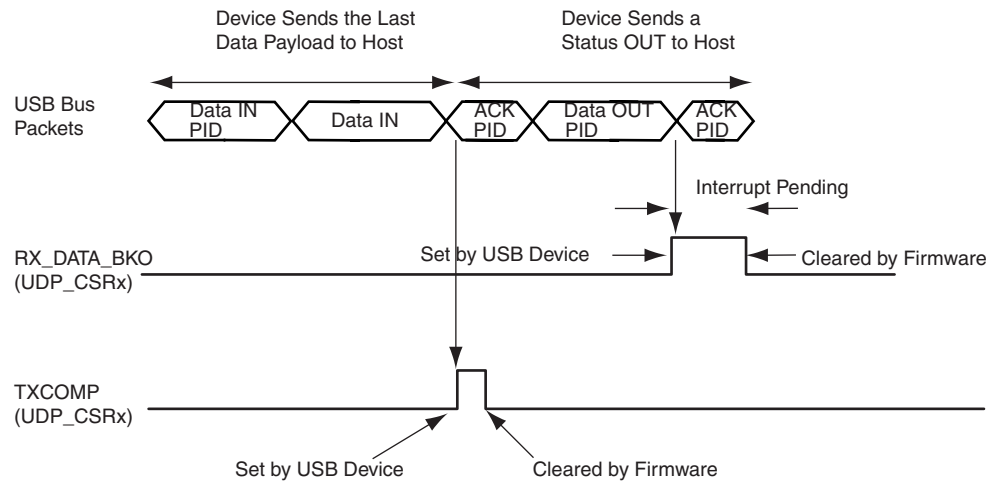 Device Sends the Last
Data Payload to Host
Device Sends a
Status OUT to Host
USB Bus
Packets
Data IN
PID
Data IN
ACK
PID
Data OUT
PID
ACK
PID
Interrupt Pending
RX_DATA_BKO
(UDP_CSRx)
Set by USB Device
Cleared by Firmware
TXCOMP
(UDP_CSRx)
Set by USB Device
Cleared by Firmware